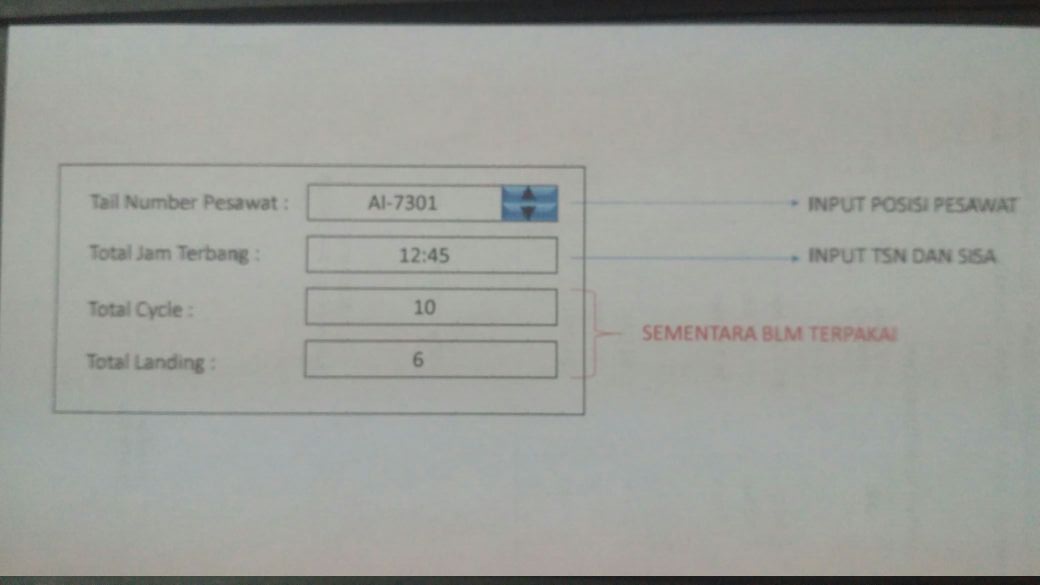 Tail Number Pesawat : AI-7301 INPUT POSISI PESAWAT
Total Jam Terbang : 12:45 INPUT TSN DAN SISA
Total Cycle : 10
SEMENTARA BLM TERPAKAI
Total Landing : 6